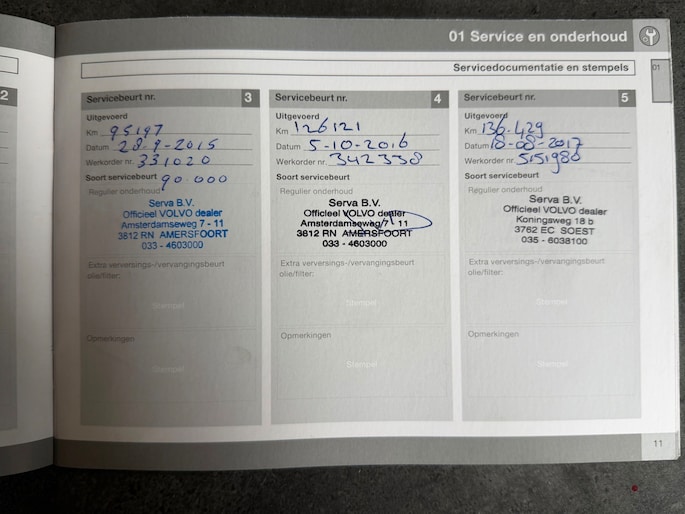 01 Service en onderhoud
Servicedocumentatie en stempels
01
2
Servicebeurt nr. 3
Uitgevoerd
Km 95197
Datum 28-9-2015
Werkorder nr. 331020
Soort servicebeurt 90.000
Regulier onderhoud
Serva B.V.
Officieel VOLVO dealer
Amsterdamseweg 7 - 11
3812 RN AMERSFOORT
033 - 4603000
Extra verversings-/vervangingsbeurt
olie/filter:
Stempel
Opmerkingen
Stempel
Servicebeurt nr. 4
Uitgevoerd
Km 126121
Datum 5-10-2016
Werkorder nr. 342338
Soort servicebeurt
Regulier onderhoud
Serva B.V.
Officieel VOLVO dealer
Amsterdamseweg 7 - 11
3812 RN AMERSFOORT
033 - 4603000
Extra verversings-/vervangingsbeurt
olie/filter:
Stempel
Opmerkingen
Stempel
Servicebeurt nr. 5
Uitgevoerd
Km 136.429
Datum 18-08-2017
Werkorder nr. 5151980
Soort servicebeurt
Regulier onderhoud
Serva B.V.
Officieel VOLVO dealer
Koningsweg 18 b
3762 EC SOEST
035 - 6038100
Extra verversings-/vervangingsbeurt
olie/filter:
Stempel
Opmerkingen
Stempel
11